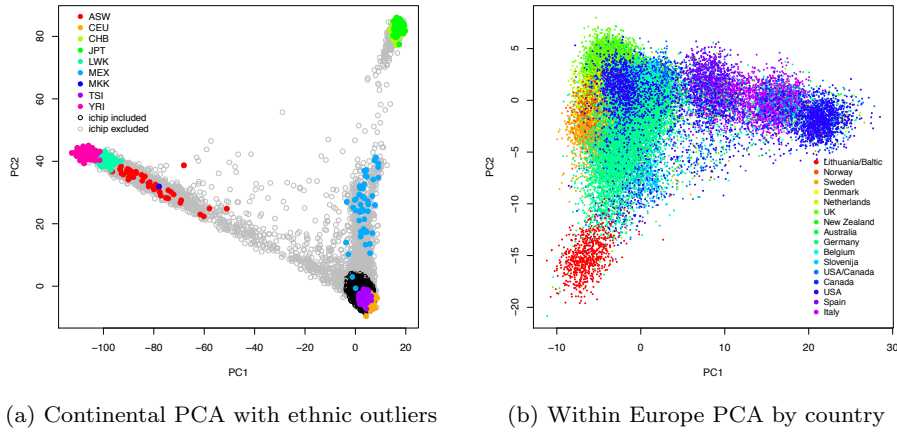 ASW
CEU
CHB
JPT
LWK
MEX
MKK
TSI
YRI
ichip included
ichip excluded
PC2
80
60
40
20
0
−100
−80
−60
−40
−20
0
20
PC1
(a) Continental PCA with ethnic outliers
PC2
5
0
−5
−10
−15
−20
Lithuania/Baltic
Norway
Sweden
Denmark
Netherlands
UK
New Zealand
Australia
Germany
Belgium
Slovenija
USA/Canada
Canada
USA
Spain
Italy
−10
0
10
20
30
PC1
(b) Within Europe PCA by country